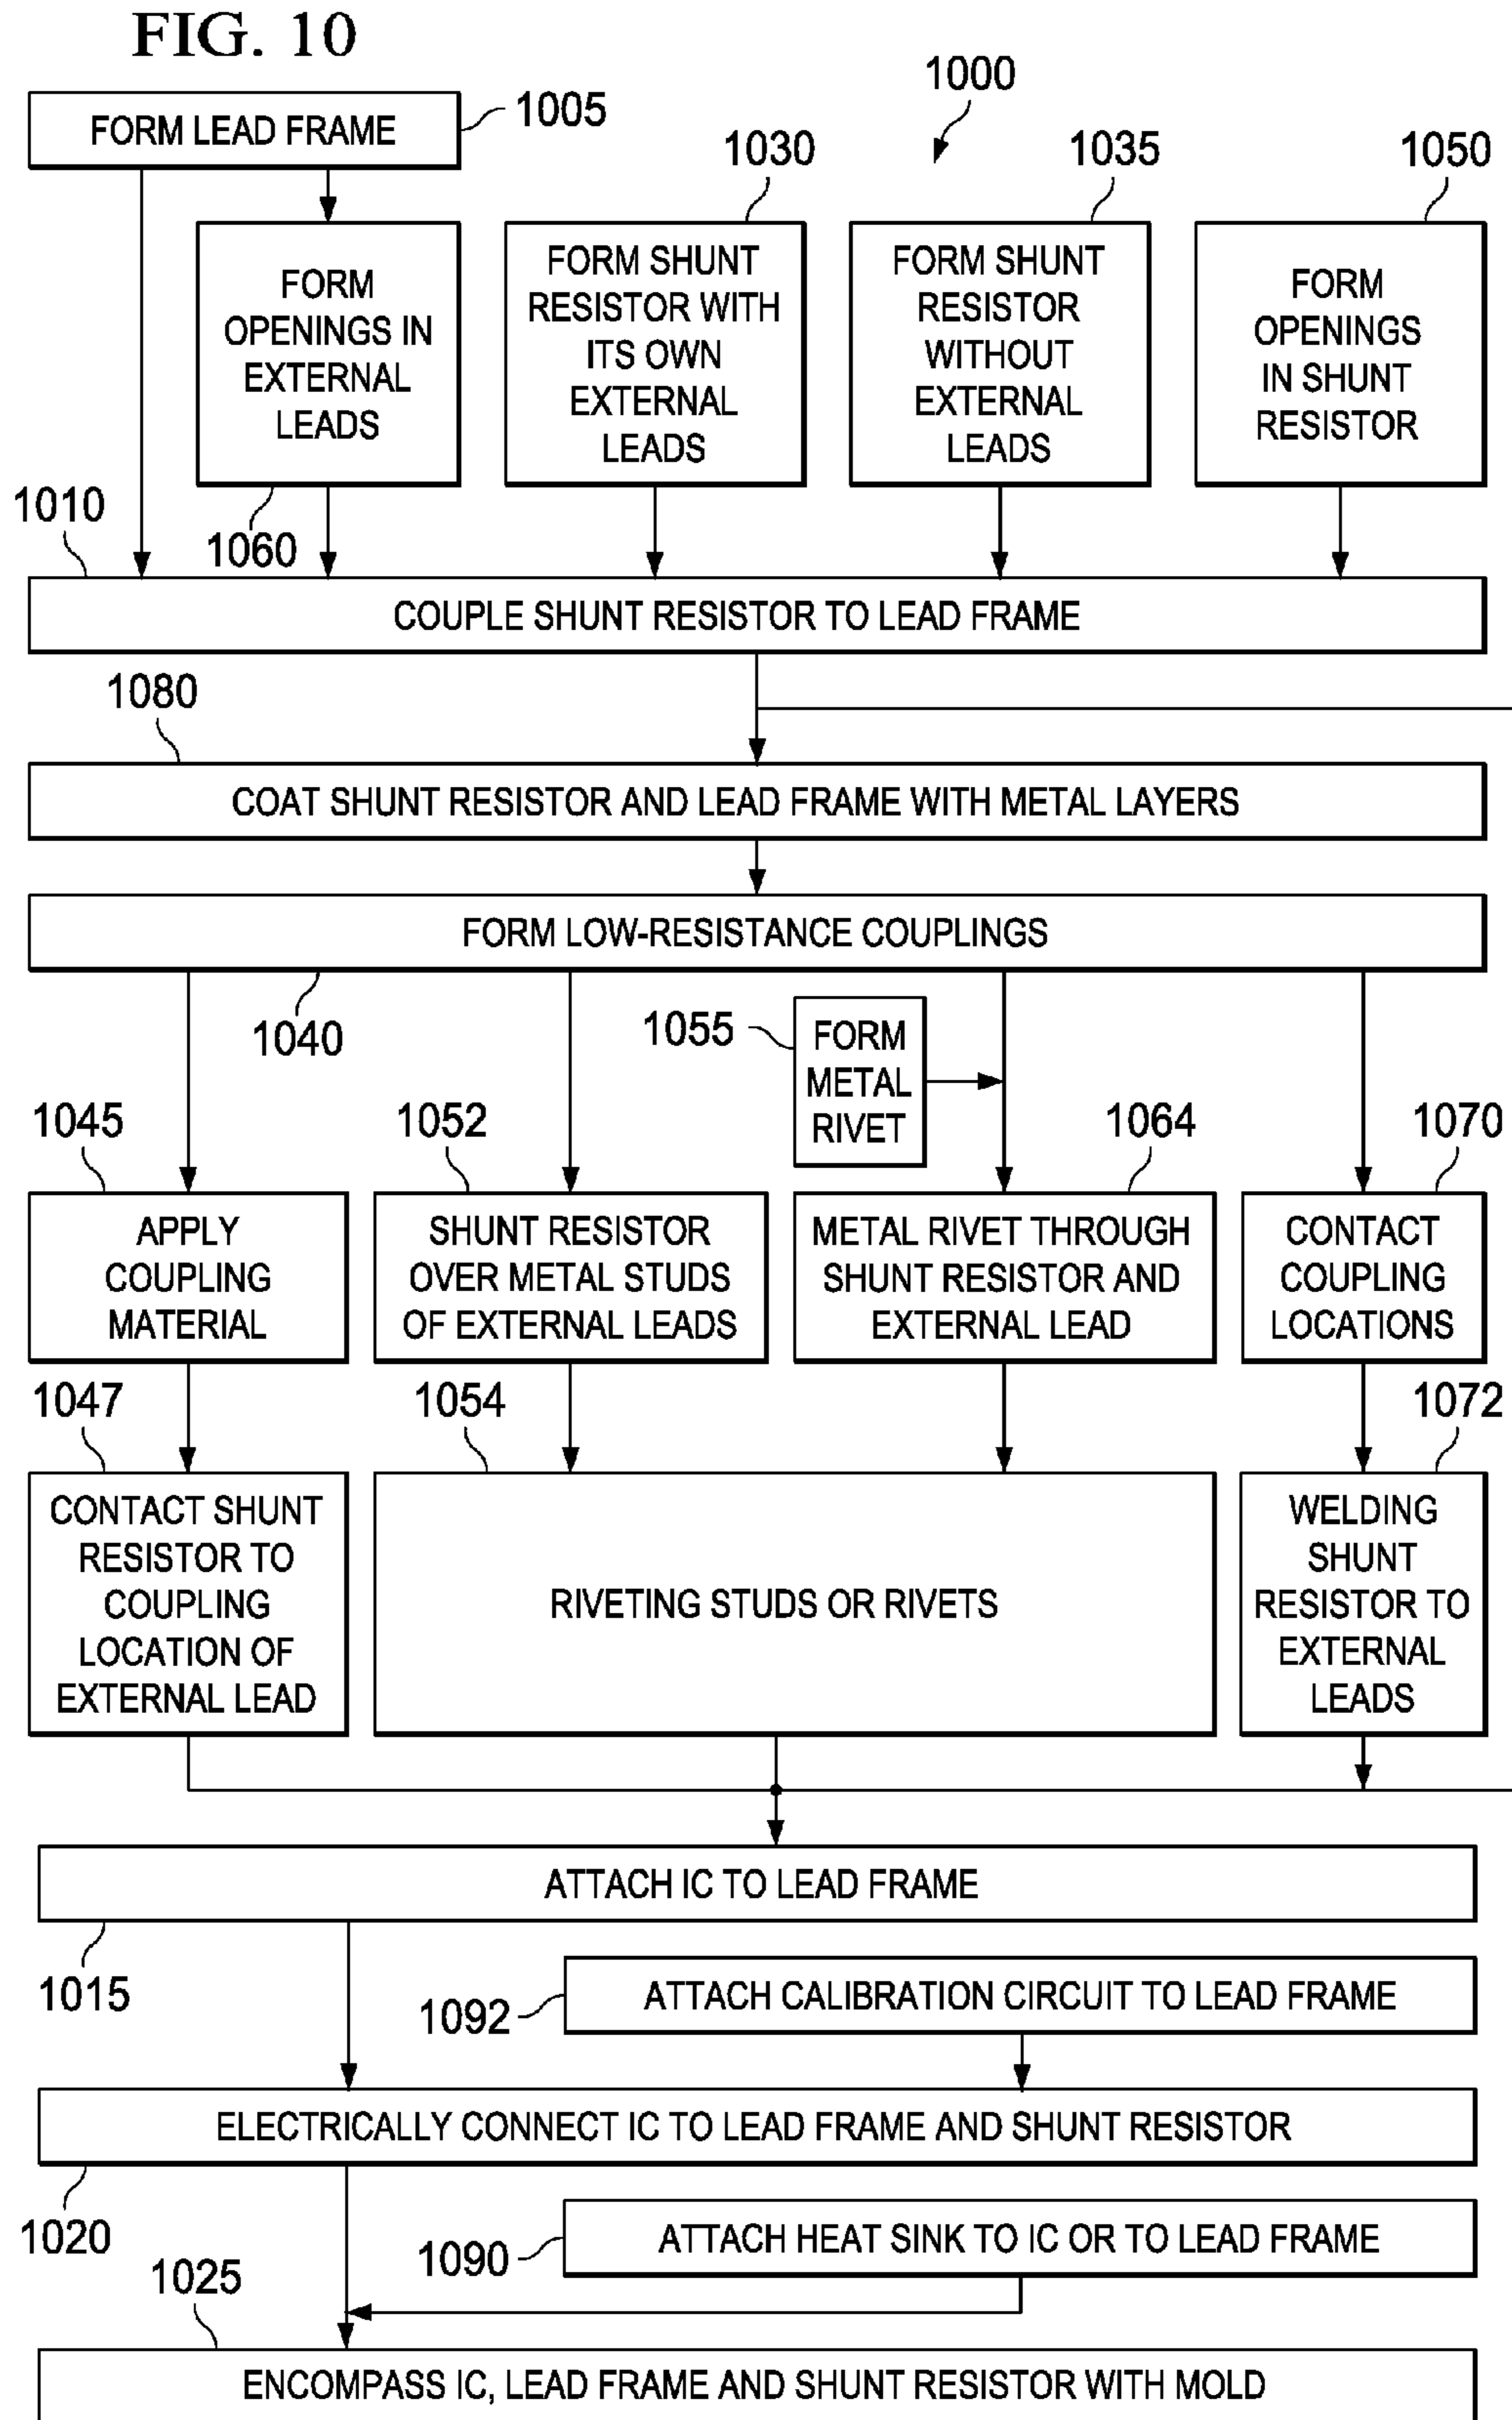 FIG. 10
1000
FORM LEAD FRAME
1005
1030
1035
1050
FORM
OPENINGS IN
EXTERNAL
LEADS
1060
FORM SHUNT
RESISTOR WITH
ITS OWN
EXTERNAL
LEADS
FORM SHUNT
RESISTOR
WITHOUT
EXTERNAL
LEADS
FORM
OPENINGS
IN SHUNT
RESISTOR
1010
COUPLE SHUNT RESISTOR TO LEAD FRAME
1080
COAT SHUNT RESISTOR AND LEAD FRAME WITH METAL LAYERS
FORM LOW-RESISTANCE COUPLINGS
1040
1055
FORM
METAL
RIVET
1045
1052
1064
1070
APPLY
COUPLING
MATERIAL
SHUNT RESISTOR
OVER METAL STUDS
OF EXTERNAL LEADS
METAL RIVET THROUGH
SHUNT RESISTOR AND
EXTERNAL LEAD
CONTACT
COUPLING
LOCATIONS
1047
1054
1072
CONTACT SHUNT
RESISTOR TO
COUPLING
LOCATION OF
EXTERNAL LEAD
RIVETING STUDS OR RIVETS
WELDING
SHUNT
RESISTOR TO
EXTERNAL
LEADS
ATTACH IC TO LEAD FRAME
1015
1092
ATTACH CALIBRATION CIRCUIT TO LEAD FRAME
ELECTRICALLY CONNECT IC TO LEAD FRAME AND SHUNT RESISTOR
1020
1090
ATTACH HEAT SINK TO IC OR TO LEAD FRAME
1025
ENCOMPASS IC, LEAD FRAME AND SHUNT RESISTOR WITH MOLD